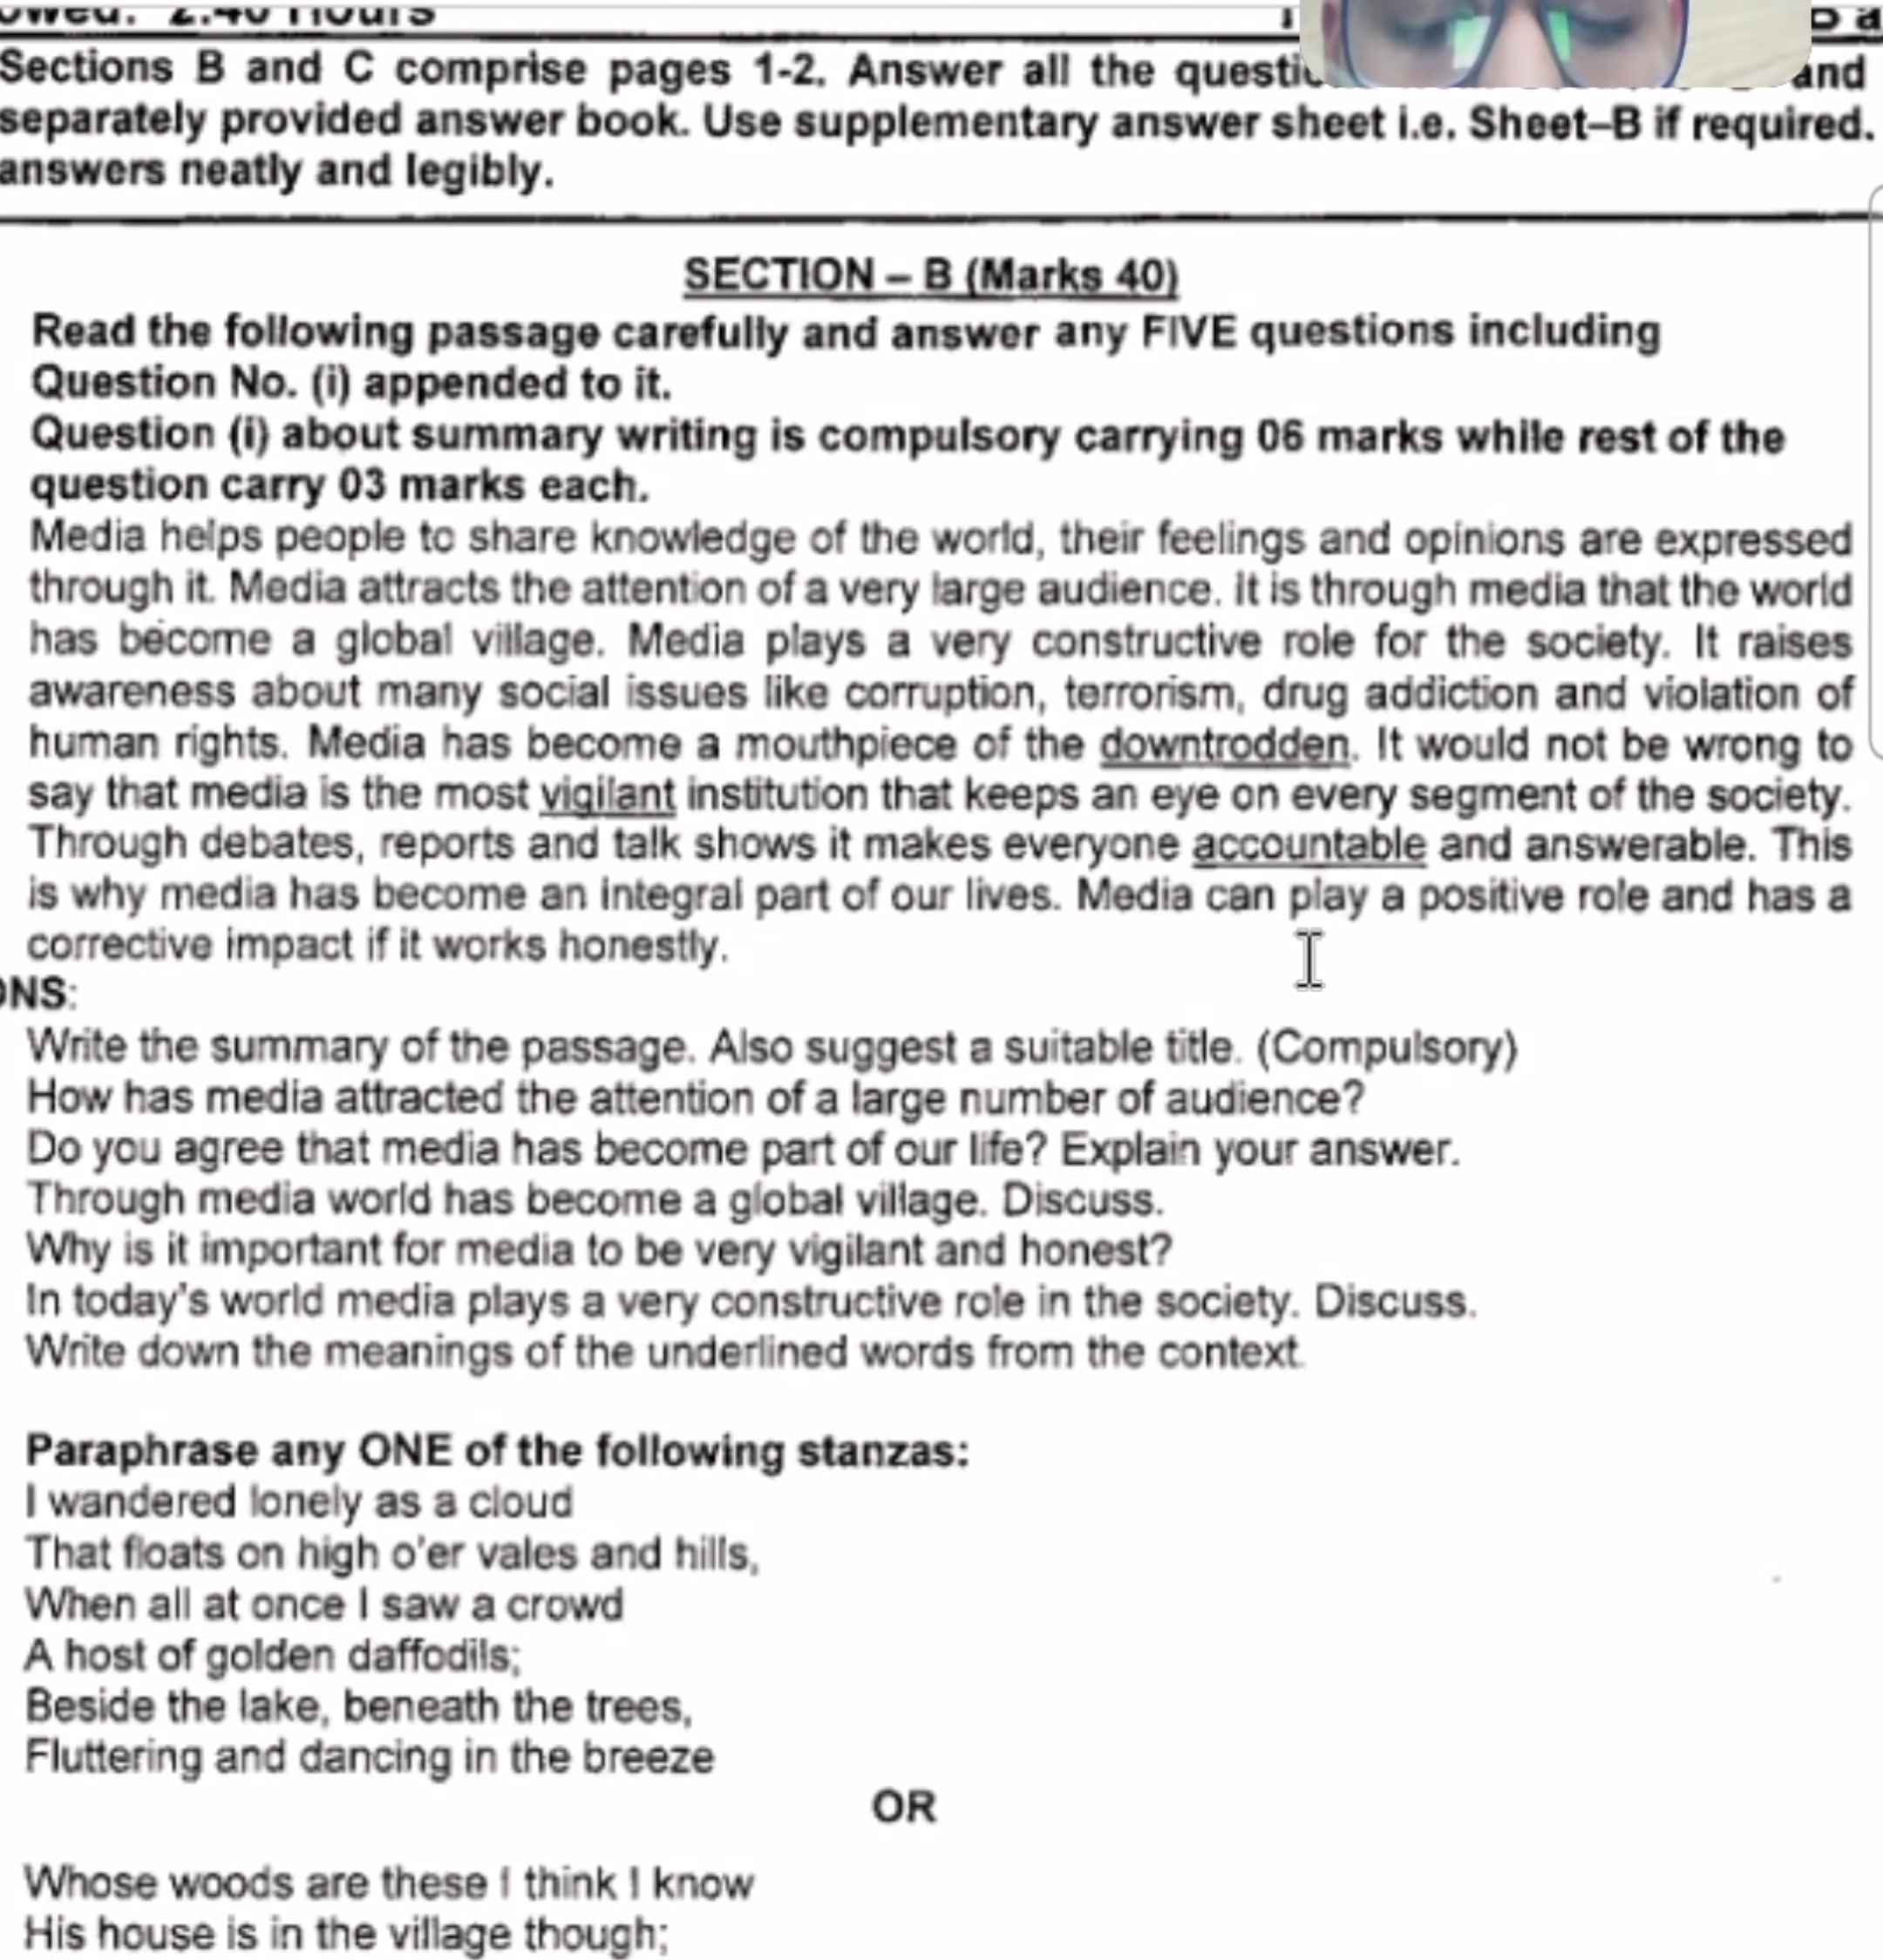 owed: 2:40 Hours
Sections B and C comprise pages 1-2. Answer all the and
separately provided answer book. Use supplementary answer sheet i.e. Sheet–B if required.
answers neatly and legibly.
SECTION – B (Marks 40)
Read the following passage carefully and answer any FIVE questions including
Question No. (i) appended to it.
Question (i) about summary writing is compulsory carrying 06 marks while rest of the
question carry 03 marks each.
Media helps people to share knowledge of the world, their feelings and opinions are expressed
through it. Media attracts the attention of a very large audience. It is through media that the world
has become a global village. Media plays a very constructive role for the society. It raises
awareness about many social issues like corruption, terrorism, drug addiction and violation of
human rights. Media has become a mouthpiece of the downtrodden. It would not be wrong to
say that media is the most vigilant institution that keeps an eye on every segment of the society.
Through debates, reports and talk shows it makes everyone accountable and answerable. This
is why media has become an integral part of our lives. Media can play a positive role and has a
corrective impact if it works honestly.
ONS:
Write the summary of the passage. Also suggest a suitable title. (Compulsory)
How has media attracted the attention of a large number of audience?
Do you agree that media has become part of our life? Explain your answer.
Through media world has become a global village. Discuss.
Why is it important for media to be very vigilant and honest?
In today's world media plays a very constructive role in the society. Discuss.
Write down the meanings of the underlined words from the context.
Paraphrase any ONE of the following stanzas:
I wandered lonely as a cloud
That floats on high o'er vales and hills,
When all at once I saw a crowd
A host of golden daffodils;
Beside the lake, beneath the trees,
Fluttering and dancing in the breeze
OR
Whose woods are these I think I know
His house is in the village though;